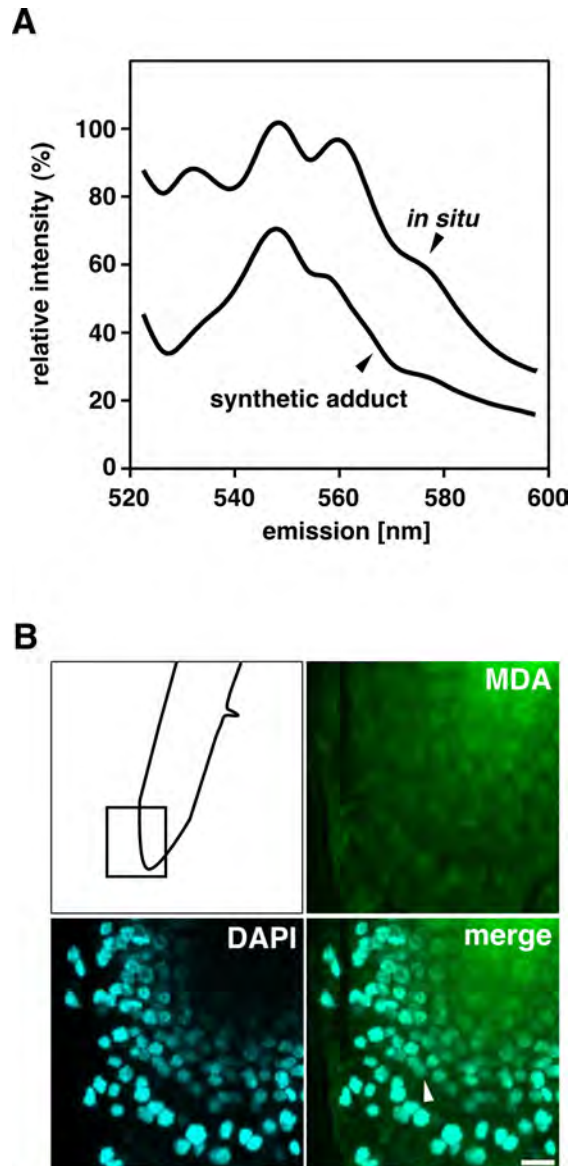 A
relative intensity (%)
100
80
60
40
20
0
in situ
synthetic adduct
520 540 560 580 600
emission [nm]
B
MDA
DAPI
merge